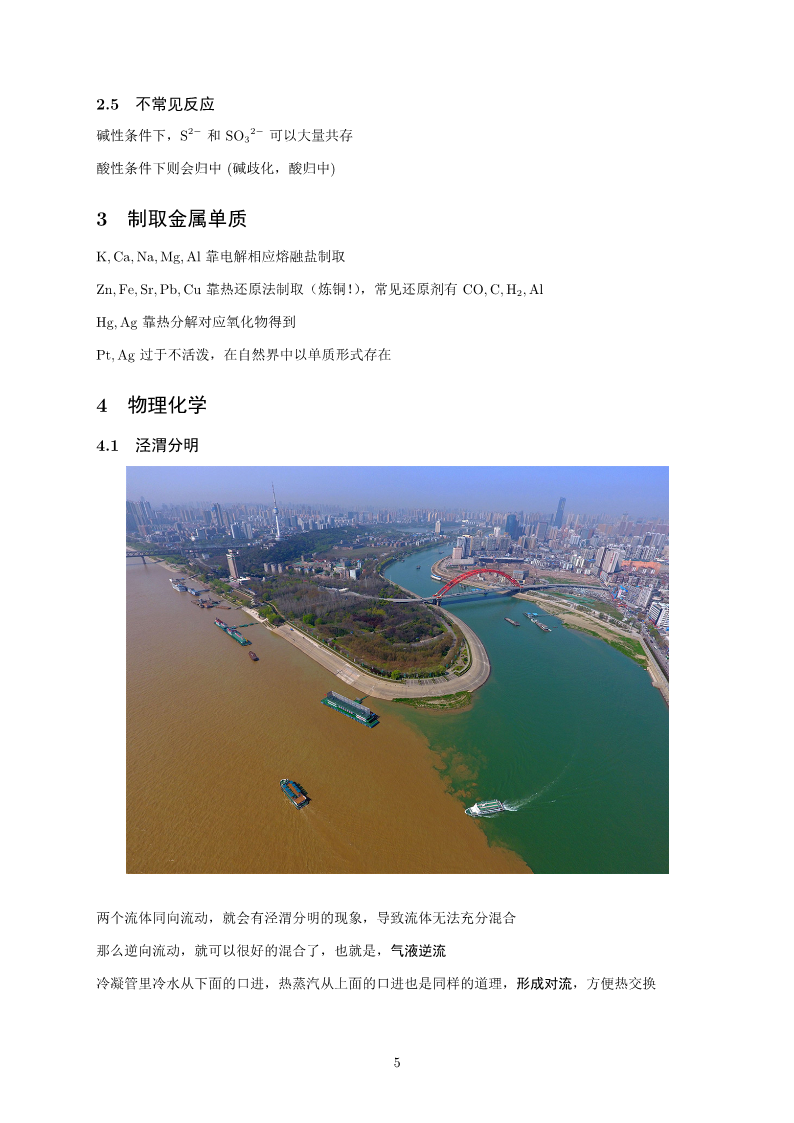 2.5 不常见反应
碱性条件下，S²⁻ 和 SO₃²⁻ 可以大量共存
酸性条件下则会归中 (碱歧化，酸归中)
3 制取金属单质
K, Ca, Na, Mg, Al 靠电解相应熔融盐制取
Zn, Fe, Sr, Pb, Cu 靠热还原法制取（炼铜!），常见还原剂有 CO, C, H₂, Al
Hg, Ag 靠热分解对应氧化物得到
Pt, Ag 过于不活泼，在自然界中以单质形式存在
4 物理化学
4.1 泾渭分明
两个流体同向流动，就会有泾渭分明的现象，导致流体无法充分混合
那么逆向流动，就可以很好的混合了，也就是，气液逆流
冷凝管里冷水从下面的口进，热蒸汽从上面的口进也是同样的道理，形成对流，方便热交换
5